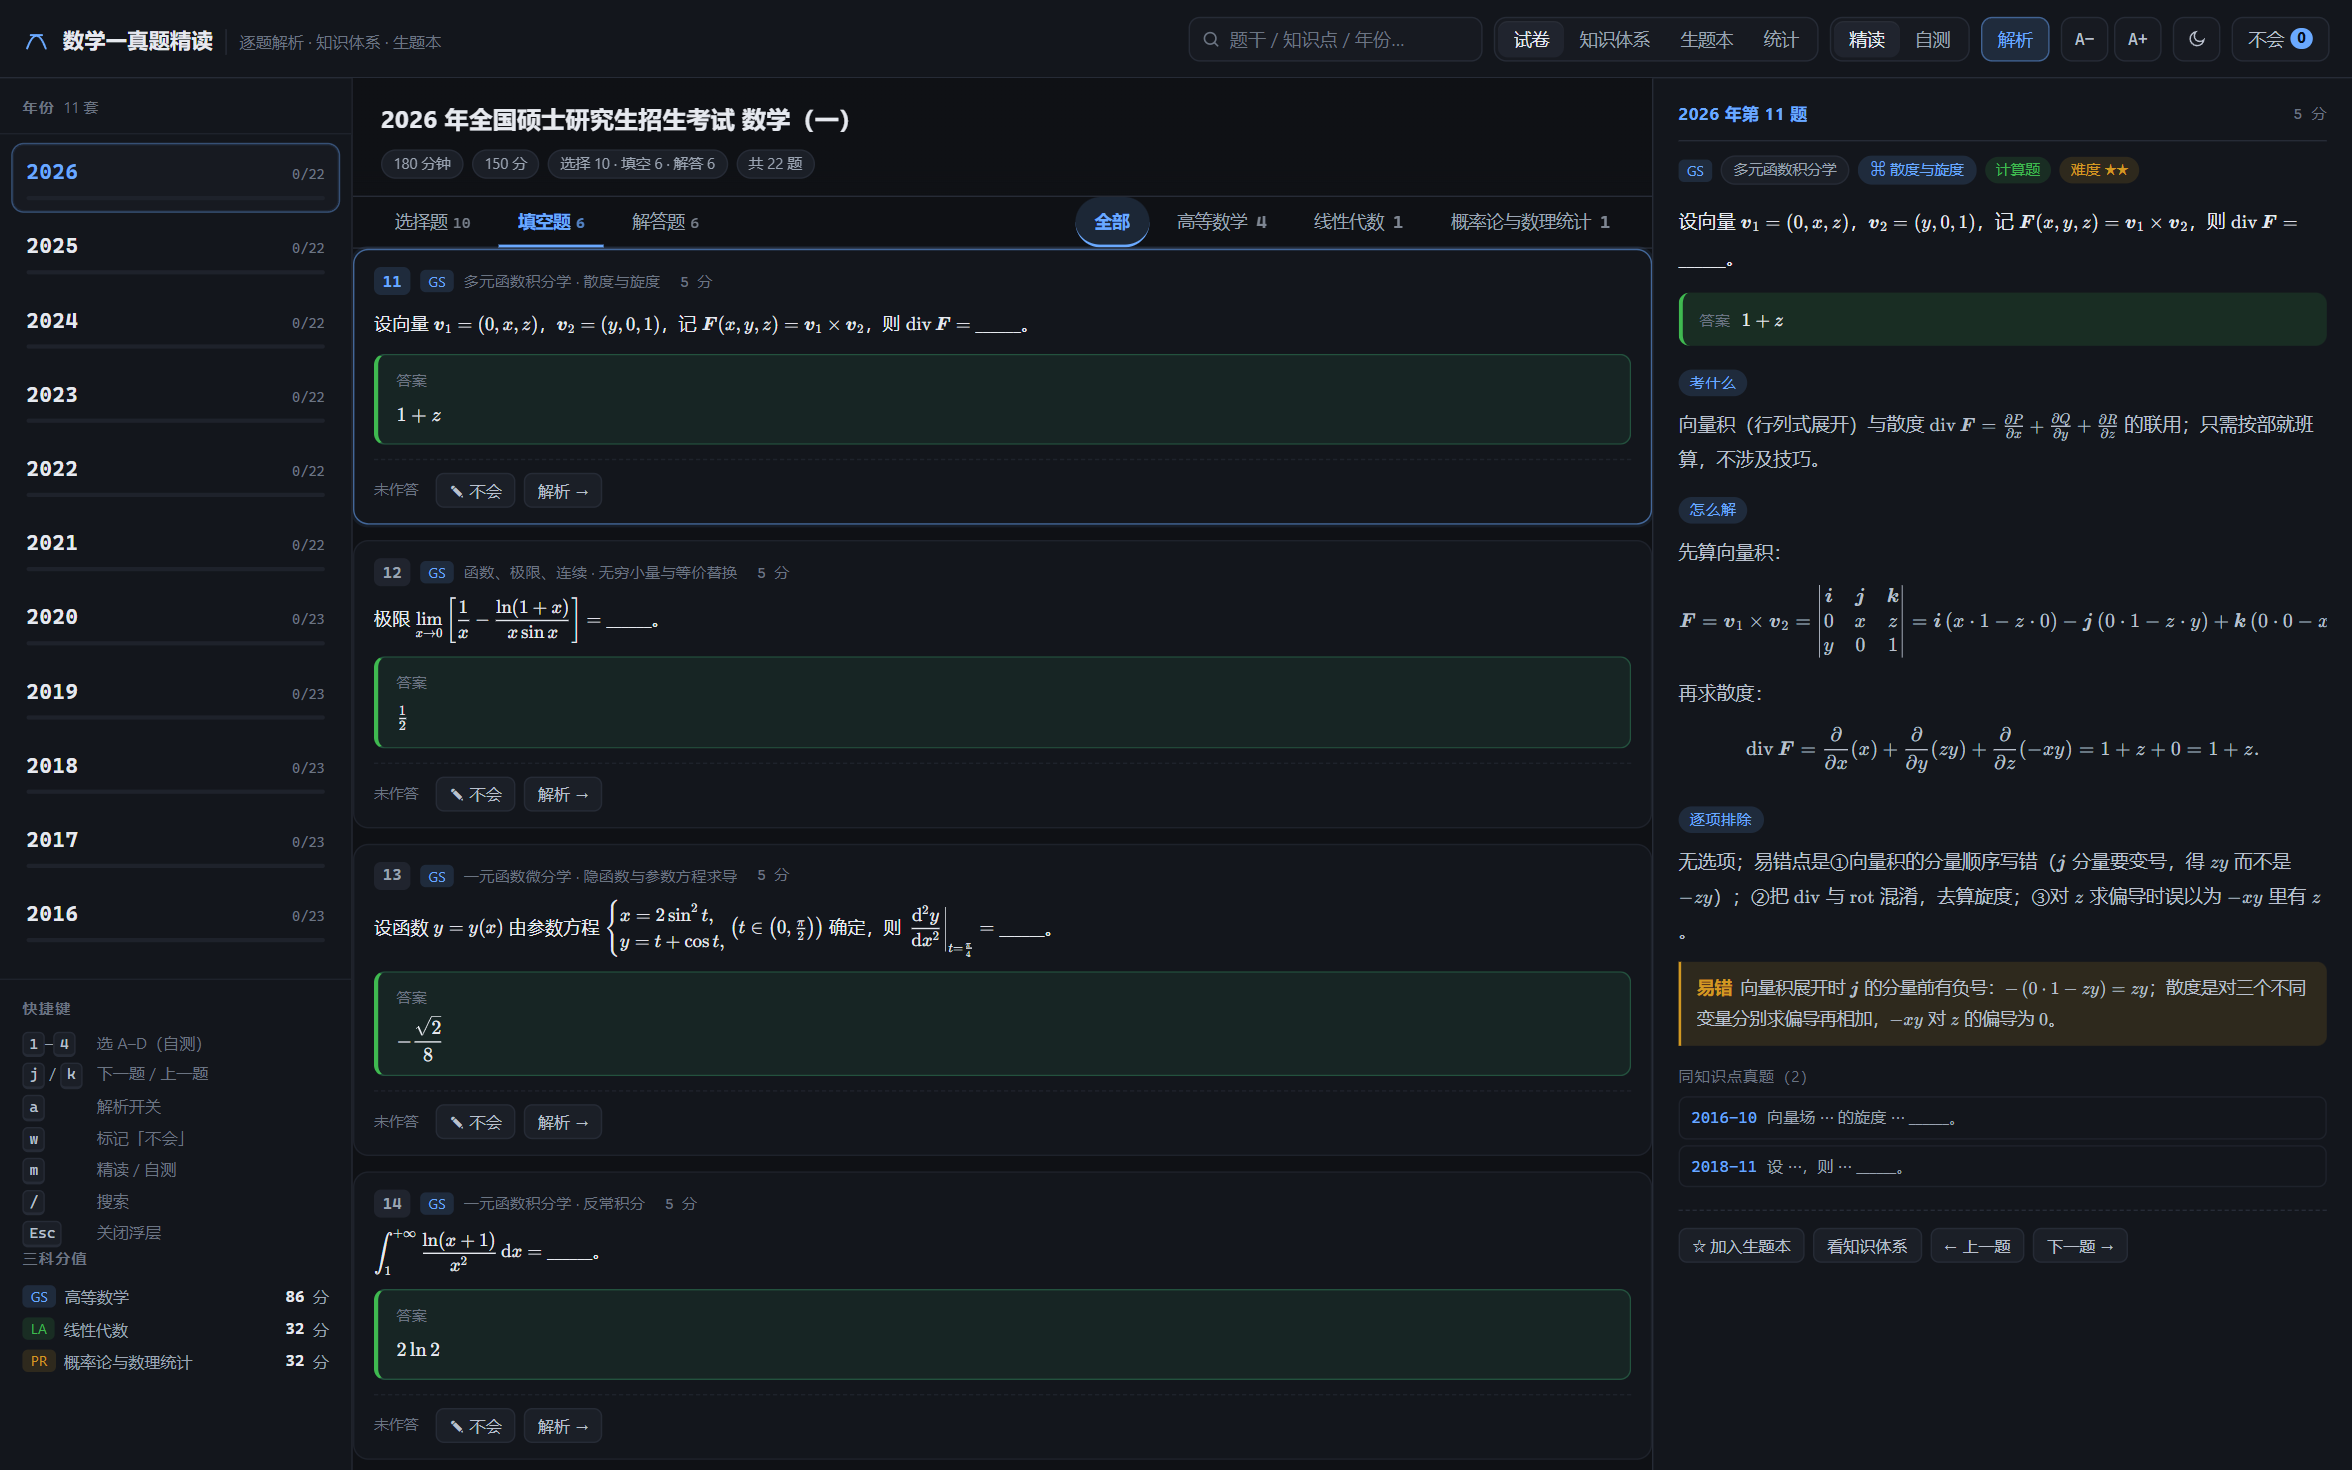 数学一真题精读 逐题解析 · 知识体系 · 生题本
题干 / 知识点 / 年份...
试卷 知识体系 生题本 统计
精读 自测
解析
A− A+
不会 0
年份 11 套
2026 0/22
2025 0/22
2024 0/22
2023 0/22
2022 0/22
2021 0/22
2020 0/23
2019 0/23
2018 0/23
2017 0/23
2016 0/23
快捷键
1 – 4 选 A–D（自测）
j / k 下一题 / 上一题
a 解析开关
w 标记「不会」
m 精读 / 自测
/ 搜索
Esc 关闭浮层
三科分值
GS 高等数学 86 分
LA 线性代数 32 分
PR 概率论与数理统计 32 分
2026 年全国硕士研究生招生考试 数学（一）
180 分钟 150 分 选择 10 · 填空 6 · 解答 6 共 22 题
选择题 10 填空题 6 解答题 6
全部 高等数学 4 线性代数 1 概率论与数理统计 1
11 GS 多元函数积分学 · 散度与旋度 5 分
设向量 v₁ = (0, x, z)，v₂ = (y, 0, 1)，记 F(x, y, z) = v₁ × v₂，则 div F = _____。
答案
1 + z
未作答 ✎ 不会 解析 →
12 GS 函数、极限、连续 · 无穷小量与等价替换 5 分
极限 lim_{x→0} [1/x − ln(1 + x)/(x sin x)] = _____。
答案
1/2
未作答 ✎ 不会 解析 →
13 GS 一元函数微分学 · 隐函数与参数方程求导 5 分
设函数 y = y(x) 由参数方程 { x = 2 sin² t, y = t + cos t, (t ∈ (0, π/2)) 确定，则 d²y/dx² |_{t=π/4} = _____。
答案
−√2/8
未作答 ✎ 不会 解析 →
14 GS 一元函数积分学 · 反常积分 5 分
∫₁^{+∞} ln(x + 1)/x² dx = _____。
答案
2 ln 2
未作答 ✎ 不会 解析 →
2026 年第 11 题 5 分
GS 多元函数积分学 ⌘ 散度与旋度 计算题 难度 ★★
设向量 v₁ = (0, x, z)，v₂ = (y, 0, 1)，记 F(x, y, z) = v₁ × v₂，则 div F =
_____。
答案 1 + z
考什么
向量积（行列式展开）与散度 div F = ∂P/∂x + ∂Q/∂y + ∂R/∂z 的联用；只需按部就班
算，不涉及技巧。
怎么解
先算向量积：
F = v₁ × v₂ = | i j k ; 0 x z ; y 0 1 | = i (x · 1 − z · 0) − j (0 · 1 − z · y) + k (0 · 0 − x
再求散度：
div F = ∂/∂x (x) + ∂/∂y (zy) + ∂/∂z (−xy) = 1 + z + 0 = 1 + z.
逐项排除
无选项；易错点是①向量积的分量顺序写错（j 分量要变号，得 zy 而不是
−zy）；②把 div 与 rot 混淆，去算旋度；③对 z 求偏导时误以为 −xy 里有 z
。
易错 向量积展开时 j 的分量前有负号：− (0 · 1 − zy) = zy；散度是对三个不同
变量分别求偏导再相加，−xy 对 z 的偏导为 0。
同知识点真题（2）
2016-10 向量场 ⋯ 的旋度 ⋯ _____。
2018-11 设 ⋯，则 ⋯ _____。
☆ 加入生题本 看知识体系 ← 上一题 下一题 →